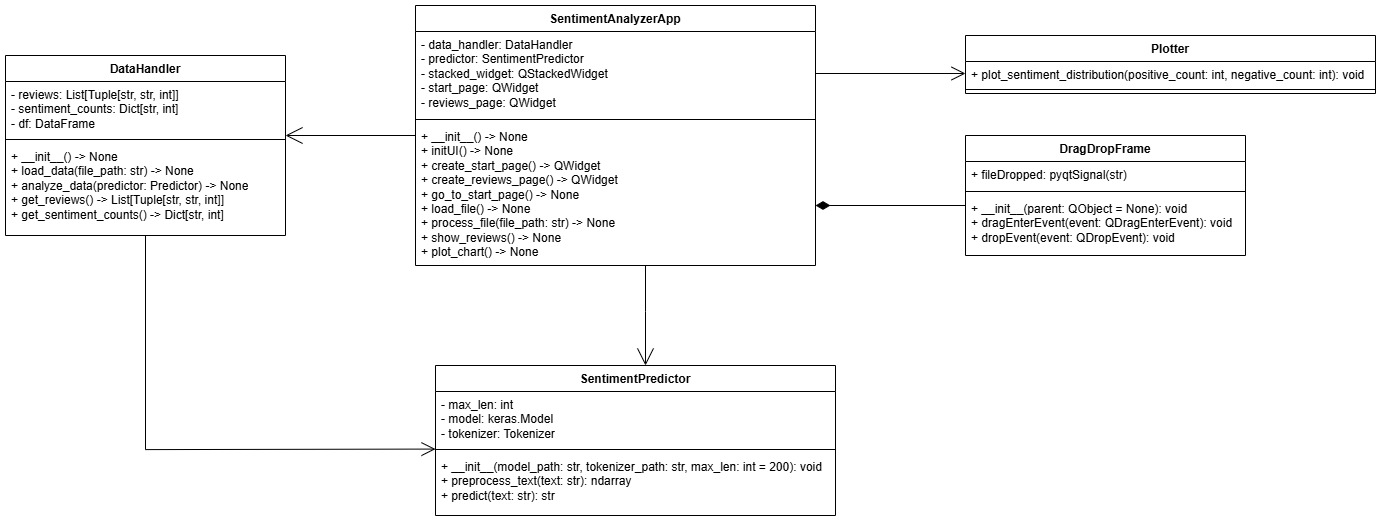 SentimentAnalyzerApp
- data_handler: DataHandler
- predictor: SentimentPredictor
- stacked_widget: QStackedWidget
- start_page: QWidget
- reviews_page: QWidget
+ __init__() -> None
+ initUI() -> None
+ create_start_page() -> QWidget
+ create_reviews_page() -> QWidget
+ go_to_start_page() -> None
+ load_file() -> None
+ process_file(file_path: str) -> None
+ show_reviews() -> None
+ plot_chart() -> None
DataHandler
- reviews: List[Tuple[str, str, int]]
- sentiment_counts: Dict[str, int]
- df: DataFrame
+ __init__() -> None
+ load_data(file_path: str) -> None
+ analyze_data(predictor: Predictor) -> None
+ get_reviews() -> List[Tuple[str, str, int]]
+ get_sentiment_counts() -> Dict[str, int]
Plotter
+ plot_sentiment_distribution(positive_count: int, negative_count: int): void
DragDropFrame
+ fileDropped: pyqtSignal(str)
+ __init__(parent: QObject = None): void
+ dragEnterEvent(event: QDragEnterEvent): void
+ dropEvent(event: QDropEvent): void
SentimentPredictor
- max_len: int
- model: keras.Model
- tokenizer: Tokenizer
+ __init__(model_path: str, tokenizer_path: str, max_len: int = 200): void
+ preprocess_text(text: str): ndarray
+ predict(text: str): str